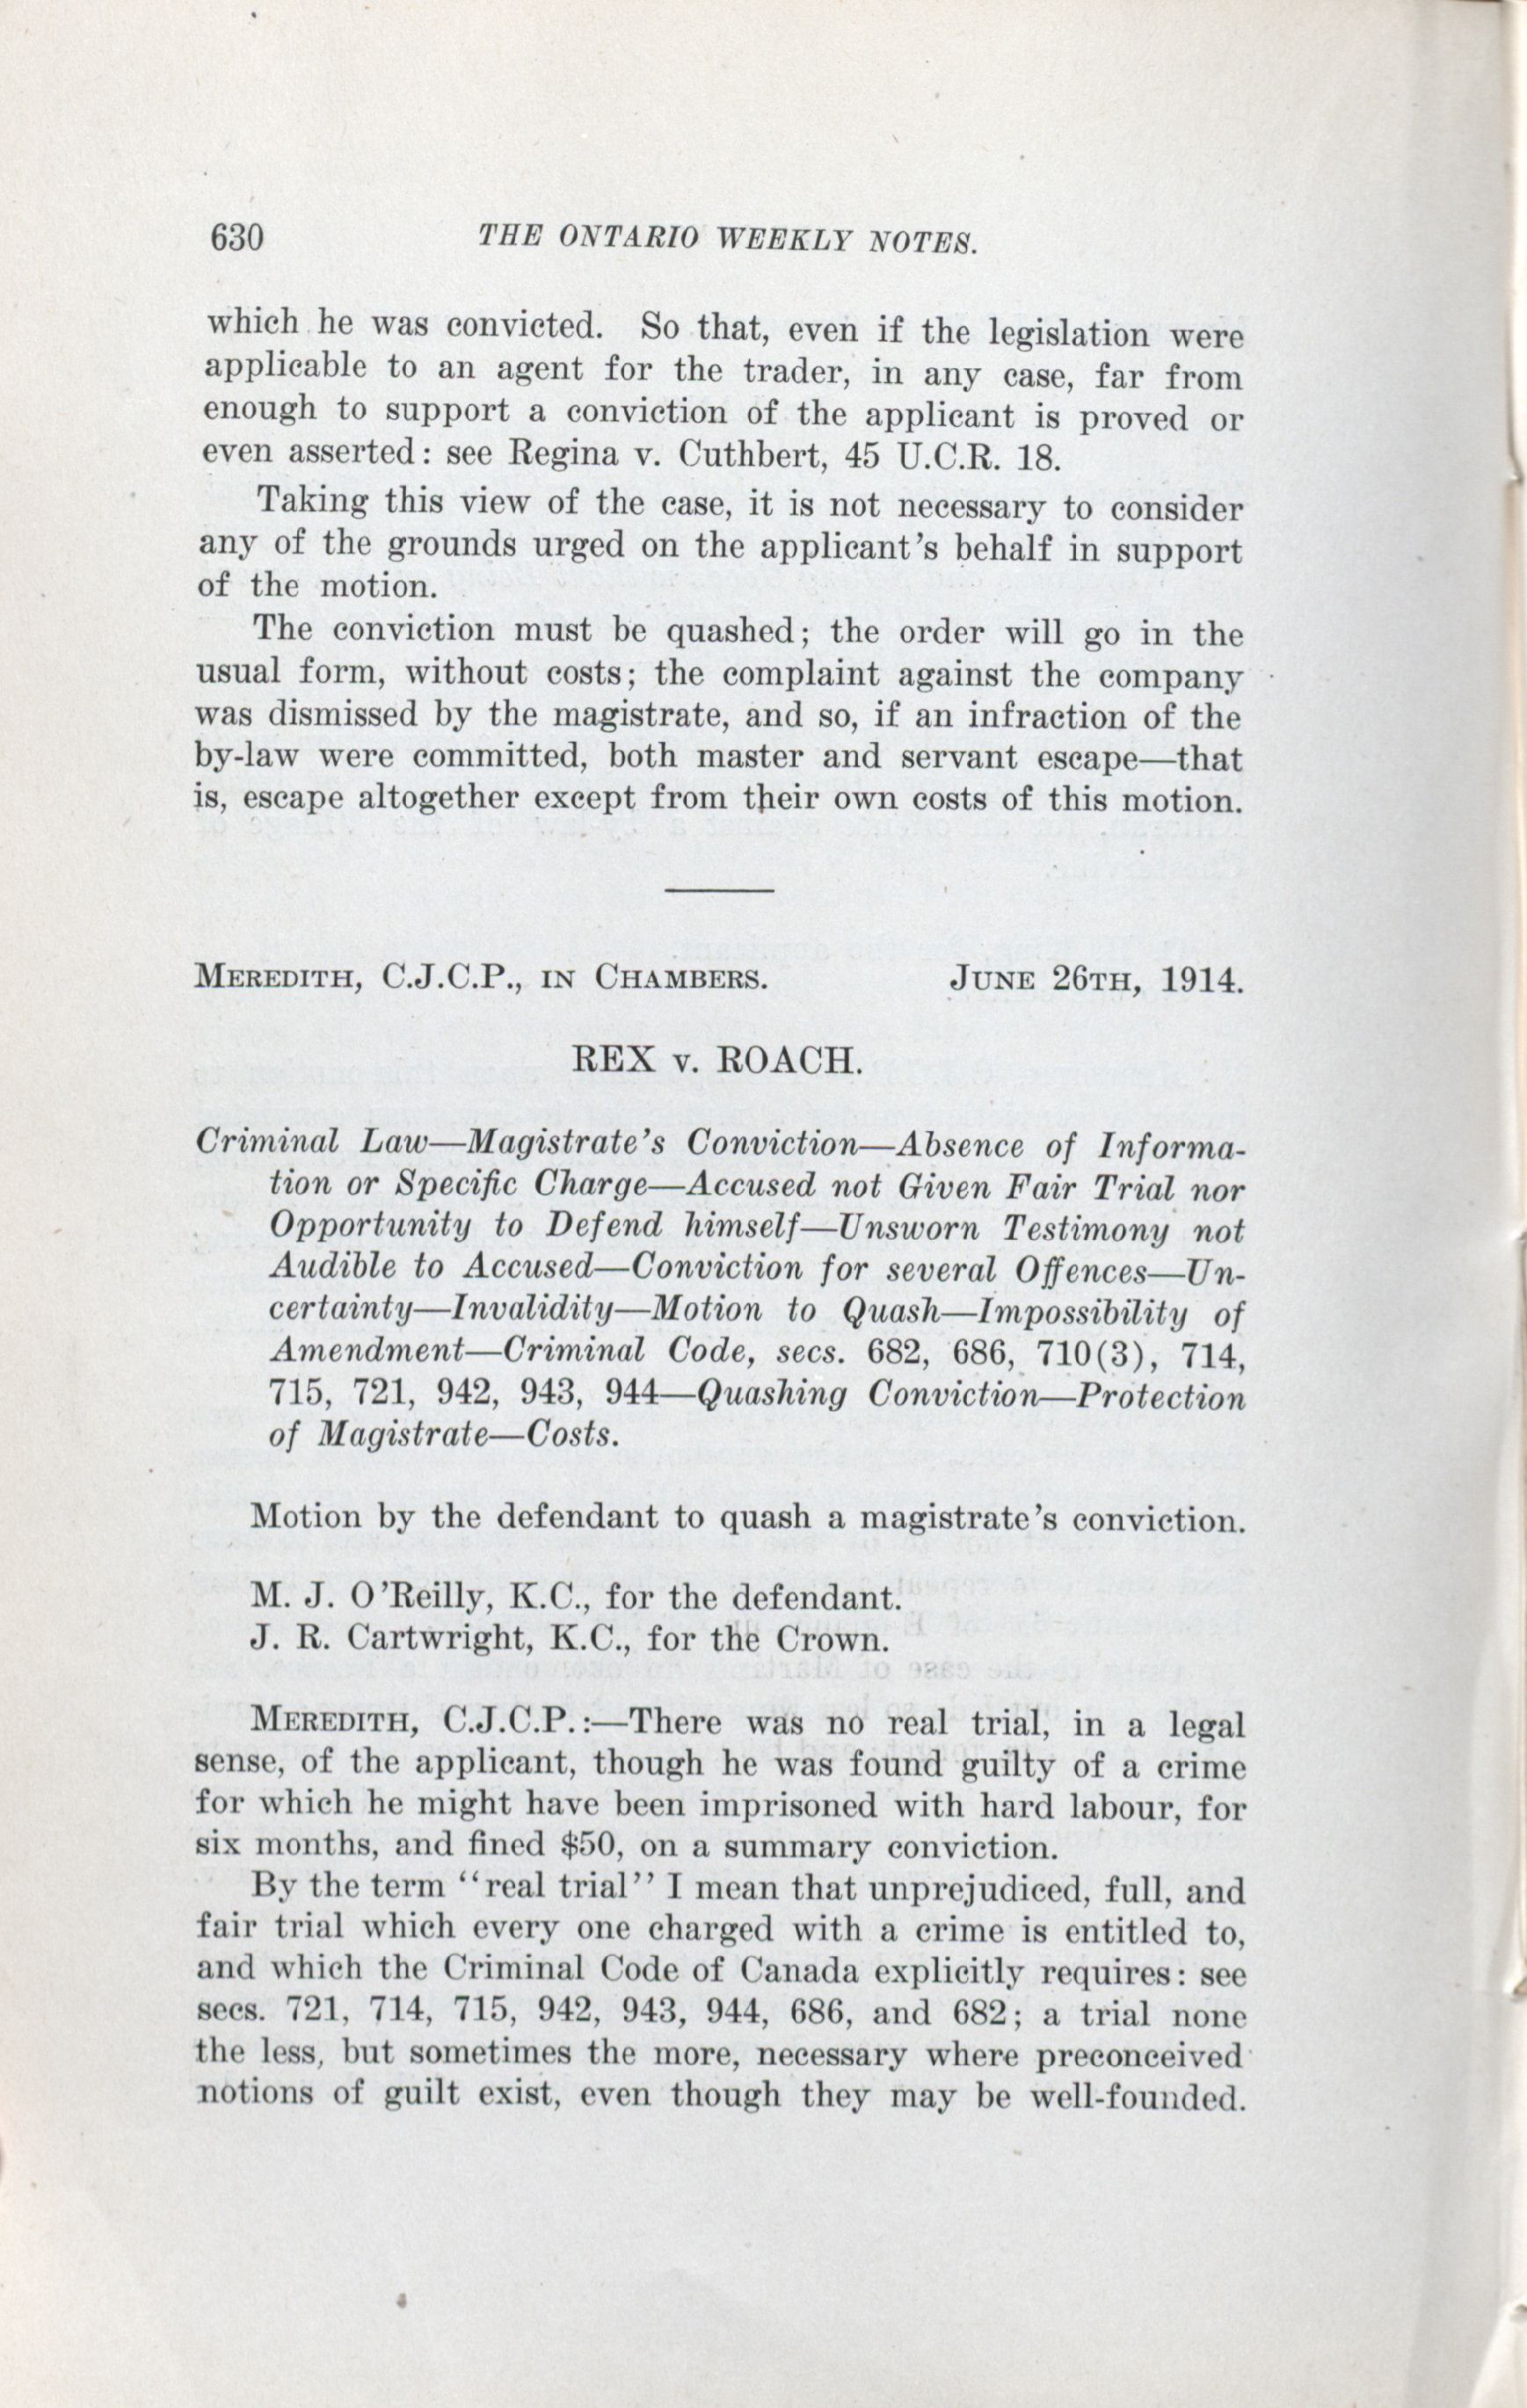 630 THE ONTARIO WEEKLY NOTES.
which he was convicted. So that, even if the legislation were
applicable to an agent for the trader, in any case, far from
enough to support a conviction of the applicant is proved or
even asserted: see Regina v. Cuthbert, 45 U.C.R. 18.
Taking this view of the case, it is not necessary to consider
any of the grounds urged on the applicant's behalf in support
of the motion.
The conviction must be quashed; the order will go in the
usual form, without costs; the complaint against the company
was dismissed by the magistrate, and so, if an infraction of the
by-law were committed, both master and servant escape—that
is, escape altogether except from their own costs of this motion.
MEREDITH, C.J.C.P., IN CHAMBERS. JUNE 26TH, 1914.
REX v. ROACH.
Criminal Law—Magistrate's Conviction—Absence of Informa-
tion or Specific Charge—Accused not Given Fair Trial nor
Opportunity to Defend himself—Unsworn Testimony not
Audible to Accused—Conviction for several Offences—Un-
certainty—Invalidity—Motion to Quash—Impossibility of
Amendment—Criminal Code, secs. 682, 686, 710(3), 714,
715, 721, 942, 943, 944—Quashing Conviction—Protection
of Magistrate—Costs.
Motion by the defendant to quash a magistrate's conviction.
M. J. O'Reilly, K.C., for the defendant.
J. R. Cartwright, K.C., for the Crown.
MEREDITH, C.J.C.P.:—There was no real trial, in a legal
sense, of the applicant, though he was found guilty of a crime
for which he might have been imprisoned with hard labour, for
six months, and fined $50, on a summary conviction.
By the term "real trial" I mean that unprejudiced, full, and
fair trial which every one charged with a crime is entitled to,
and which the Criminal Code of Canada explicitly requires: see
secs. 721, 714, 715, 942, 943, 944, 686, and 682; a trial none
the less, but sometimes the more, necessary where preconceived
notions of guilt exist, even though they may be well-founded.